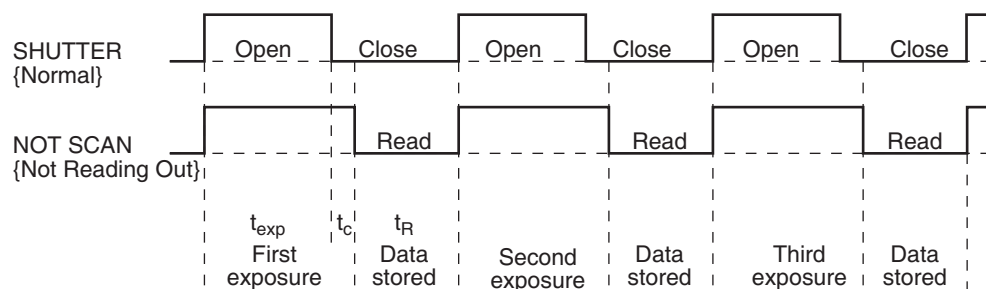 SHUTTER
{Normal}
Open Close Open Close Open Close
NOT SCAN
{Not Reading Out}
Read Read Read
t_exp t_c t_R
First exposure
Data stored
Second exposure
Data stored
Third exposure
Data stored